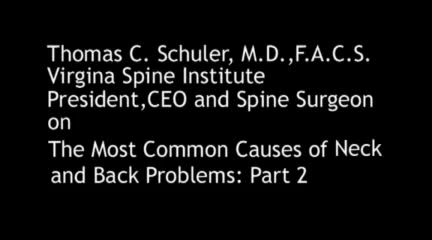 Thomas C. Schuler, M.D.,F.A.C.S.
Virgina Spine Institute
President,CEO and Spine Surgeon
on
The Most Common Causes of Neck
and Back Problems: Part 2